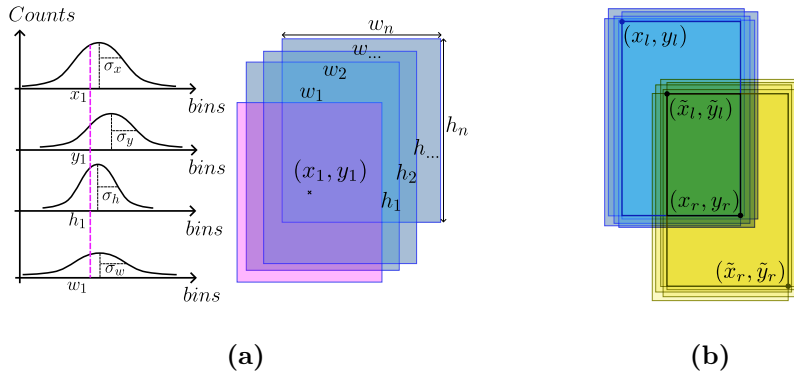 Counts
σ_x
x_1
bins
σ_y
y_1
bins
σ_h
h_1
bins
σ_w
w_1
bins
w_n
w_...
w_2
w_1
h_n
h_...
h_2
h_1
(x_1, y_1)
(a)
(x_l, y_l)
(x̃_l, ỹ_l)
(x_r, y_r)
(x̃_r, ỹ_r)
(b)